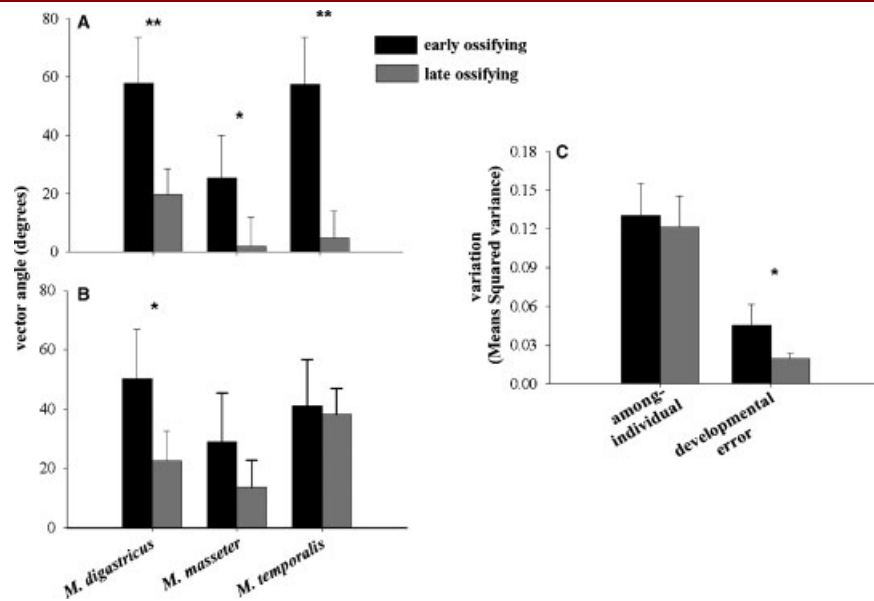 A
80
60
40
20
0
**
*
**
early ossifying
late ossifying
vector angle (degrees)
B
80
60
40
20
0
*
M. digastricus
M. masseter
M. temporalis
C
0.18
0.15
0.12
0.09
0.06
0.03
0.00
*
variation
(Means Squared variance)
among-
individual
developmental
error